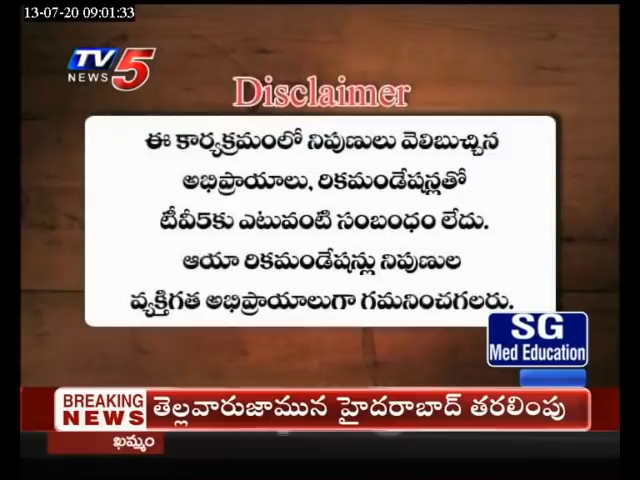 13-07-20 09:01:33
TV5
NEWS
Disclaimer
ఈ కార్యక్రమంలో నిపుణులు వెలిబుచ్చిన
అభిప్రాయాలు, రికమండేషన్లతో
టీవీ5కు ఎటువంటి సంబంధం లేదు.
ఆయా రికమండేషన్లు నిపుణుల
వ్యక్తిగత అభిప్రాయాలుగా గమనించగలరు.
SG
Med Education
BREAKING
NEWS
తెల్లవారుజామున హైదరాబాద్ తరలింపు
ఖమ్మం